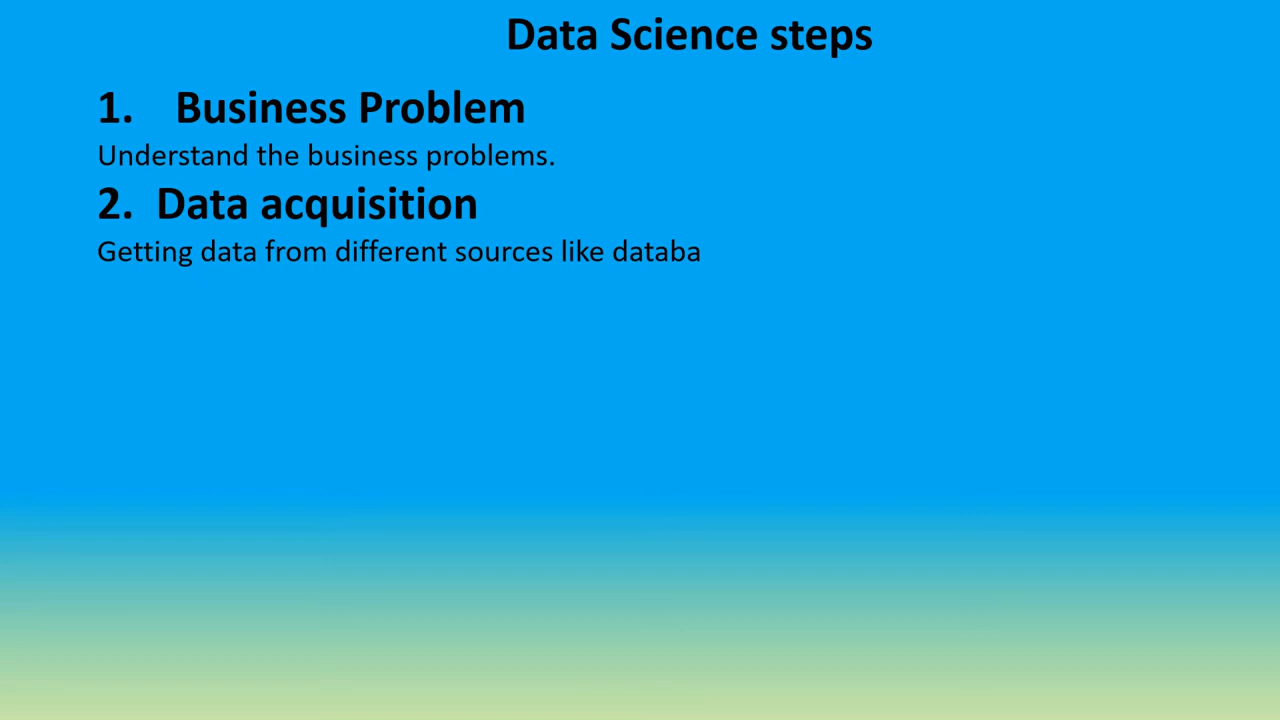 Data Science steps
1. Business Problem
Understand the business problems.
2. Data acquisition
Getting data from different sources like databa